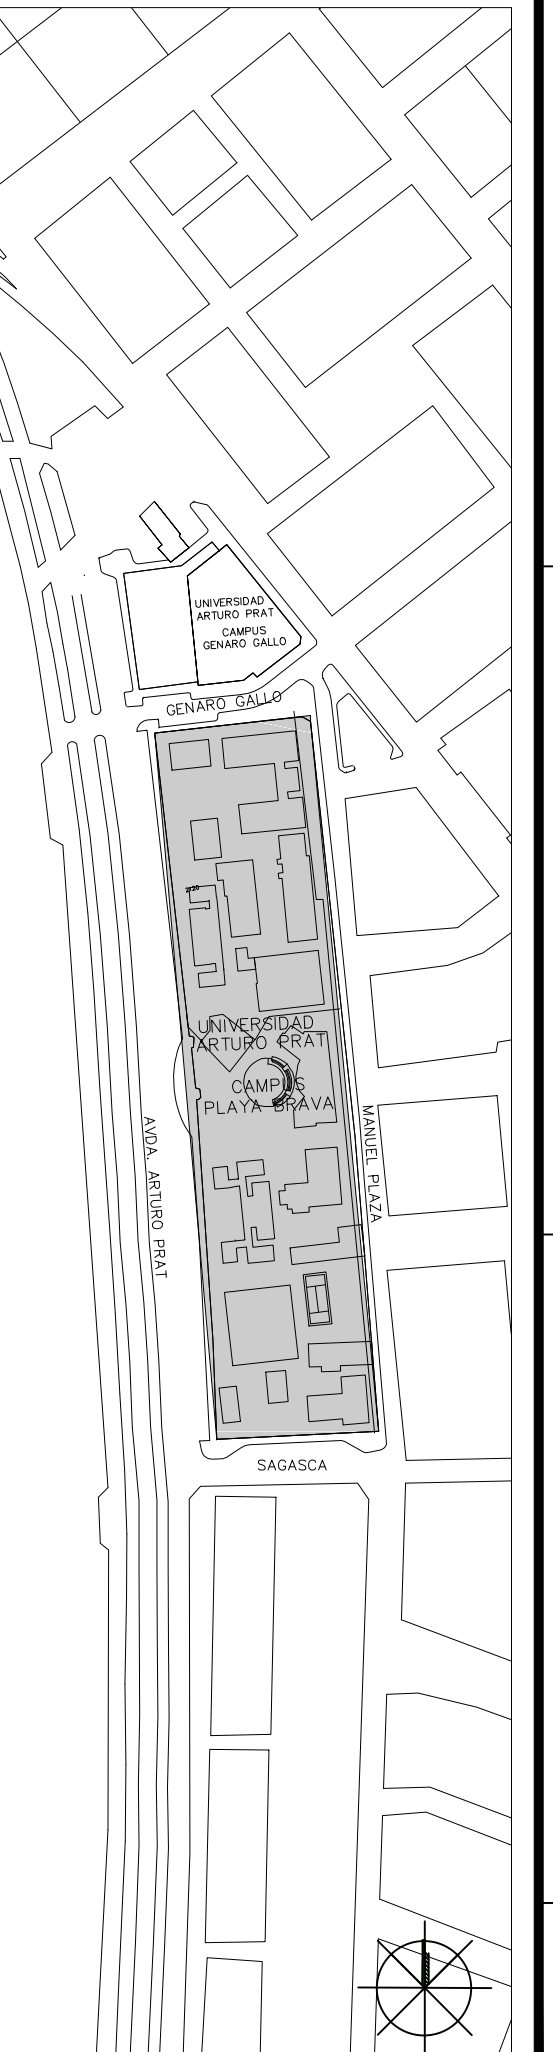 UNIVERSIDAD
ARTURO PRAT
CAMPUS
GENARO GALLO
GENARO GALLO
2120
UNIVERSIDAD
ARTURO PRAT
CAMPUS
PLAYA BRAVA
AVDA. ARTURO PRAT
MANUEL PLAZA
SAGASCA